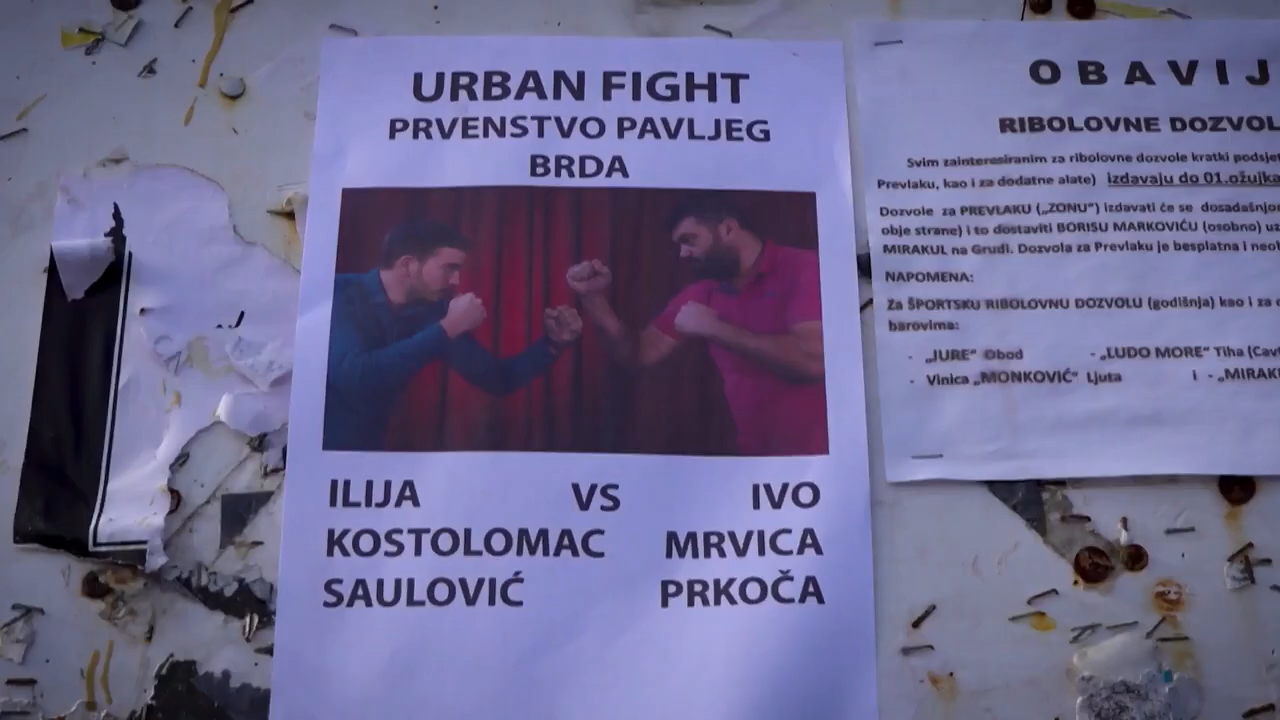 URBAN FIGHT
PRVENSTVO PAVLJEG
BRDA
ILIJA VS IVO
KOSTOLOMAC MRVICA
SAULOVIĆ PRKOČA
OBAVIJ
RIBOLOVNE DOZVOL
Svim zainteresiranim za ribolovne dozvole kratki podsjet
Prevlaku, kao i za dodatne alate) izdavaju do 01.ožujka
Dozvole za PREVLAKU („ZONU") izdavati će se dosadašnjo
obje strane) i to dostaviti BORISU MARKOVIĆU (osobno) uz
MIRAKUL na Grudi. Dozvola za Prevlaku je besplatna i neo
NAPOMENA:
Za ŠPORTSKU RIBOLOVNU DOZVOLU (godišnja) kao i za
barovima:
- „JURE" Obod - „LUDO MORE" Tiha (Cavt
- Vinica „MONKOVIĆ" Ljuta i - „MIRAK